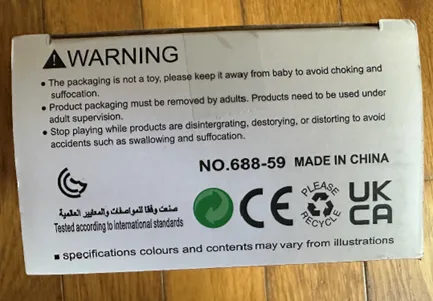 WARNING
• The packaging is not a toy, please keep it away from baby to avoid choking and
suffocation.
• Product packaging must be removed by adults. Products need to be used under
adult supervision.
• Stop playing while products are disintergrating, destorying, or distorting to avoid
accidents such as swallowing and suffocation.
NO.688-59 MADE IN CHINA
صنعت وفقا للمواصفات والمعايير العالمية
Tested according to international standards
CE
PLEASE
RECYCLE
UK
CA
■ specifications colours and contents may vary from illustrations